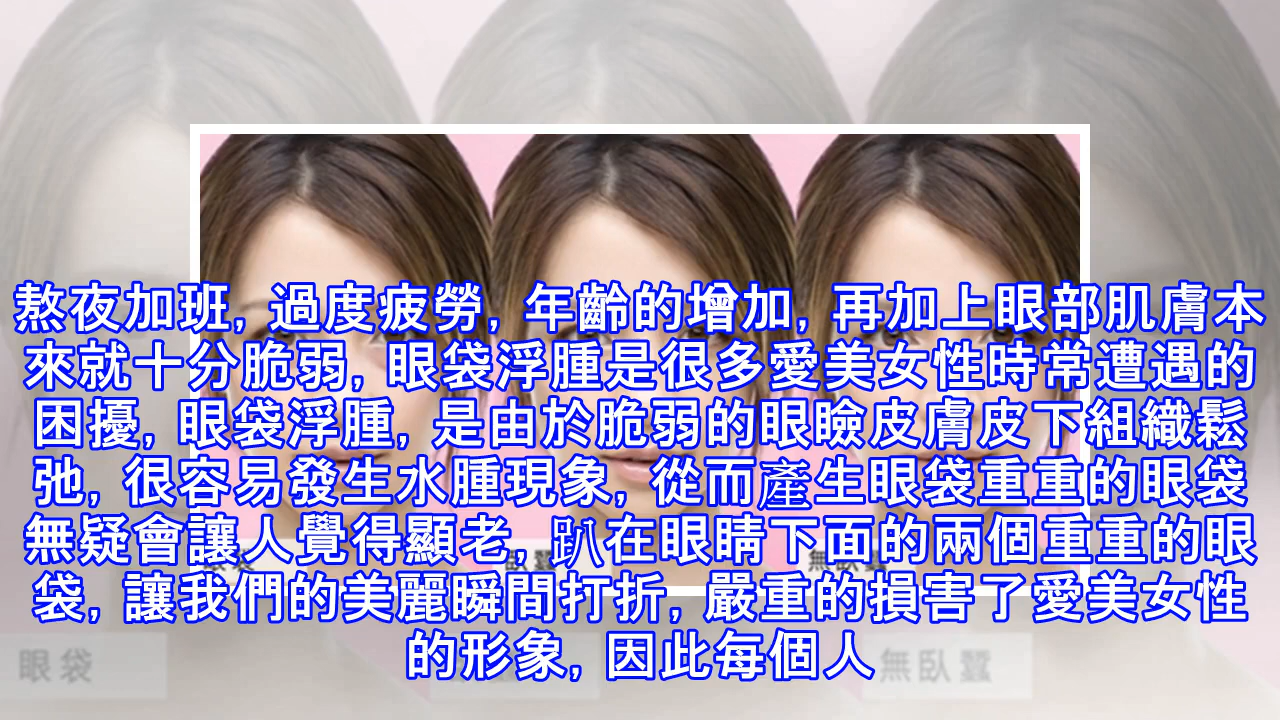 熬夜加班, 過度疲勞, 年齡的增加, 再加上眼部肌膚本
來就十分脆弱, 眼袋浮腫是很多愛美女性時常遭遇的
困擾, 眼袋浮腫, 是由於脆弱的眼瞼皮膚皮下組織鬆
弛, 很容易發生水腫現象, 從而產生眼袋重重的眼袋
無疑會讓人覺得顯老, 趴在眼睛下面的兩個重重的眼
袋, 讓我們的美麗瞬間打折, 嚴重的損害了愛美女性
的形象, 因此每個人
眼袋
臥蠶
無臥蠶
眼袋
無臥蠶